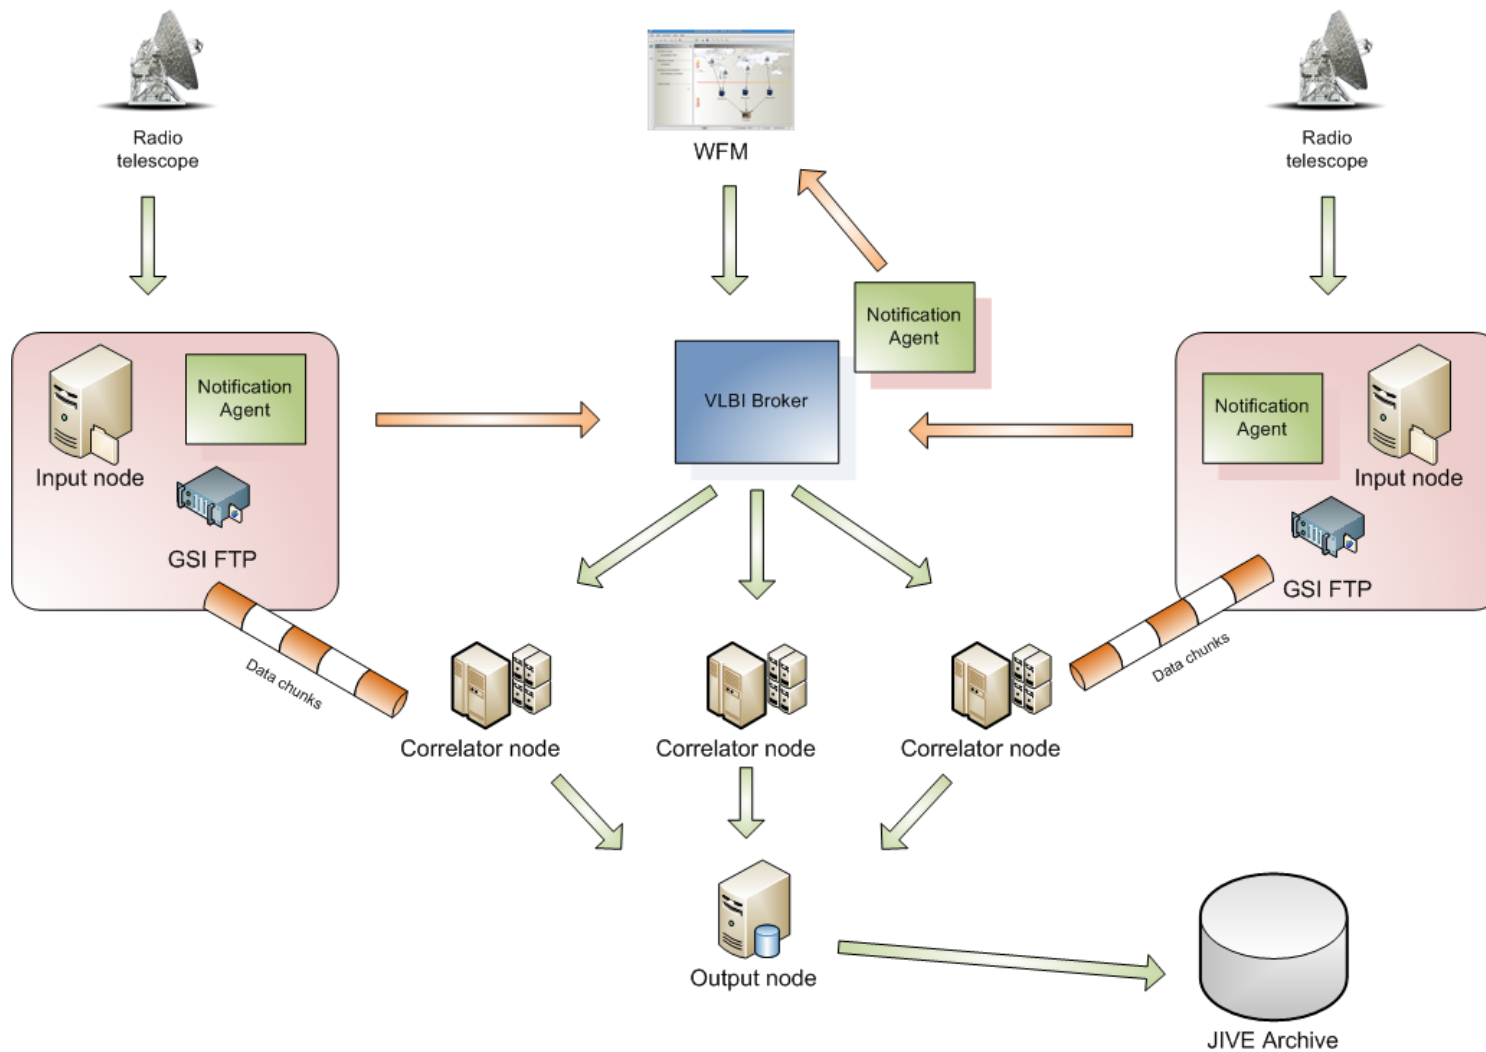 Radio
telescope
WFM
Radio
telescope
Notification
Agent
Input node
GSI FTP
Notification
Agent
VLBI Broker
Notification
Agent
Input node
GSI FTP
Data chunks
Data chunks
Correlator node
Correlator node
Correlator node
Output node
JIVE Archive